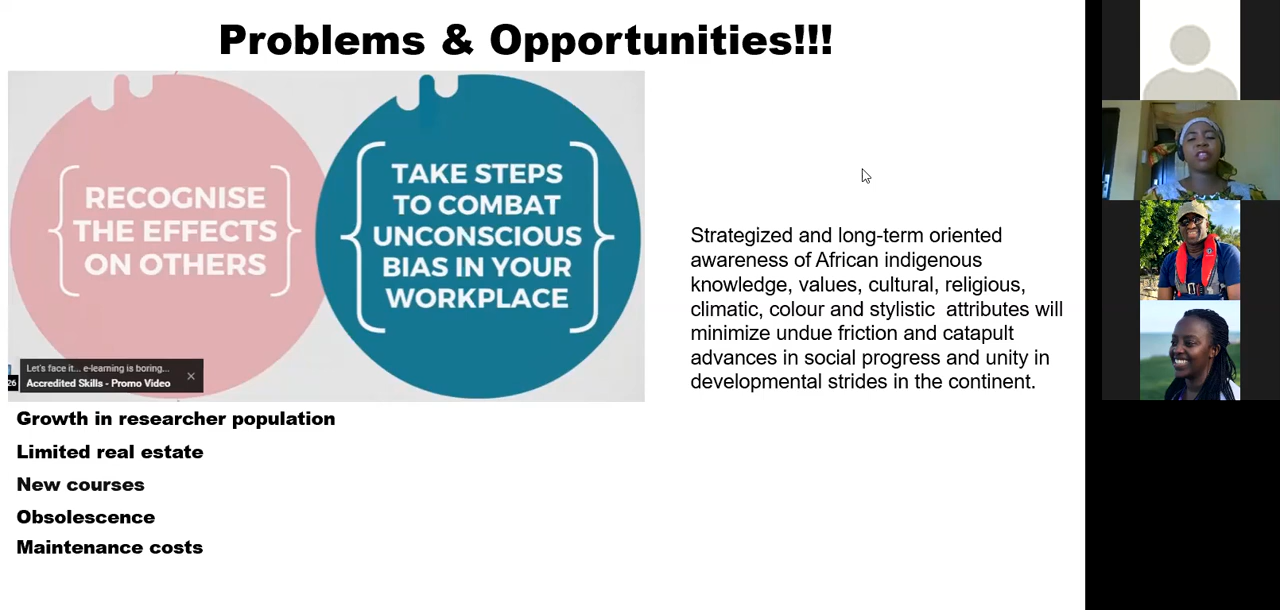 Problems & Opportunities!!!
RECOGNISE
THE EFFECTS
ON OTHERS
TAKE STEPS
TO COMBAT
UNCONSCIOUS
BIAS IN YOUR
WORKPLACE
26
Let's face it... e-learning is boring...
Accredited Skills - Promo Video
Growth in researcher population
Limited real estate
New courses
Obsolescence
Maintenance costs
Strategized and long-term oriented
awareness of African indigenous
knowledge, values, cultural, religious,
climatic, colour and stylistic attributes will
minimize undue friction and catapult
advances in social progress and unity in
developmental strides in the continent.